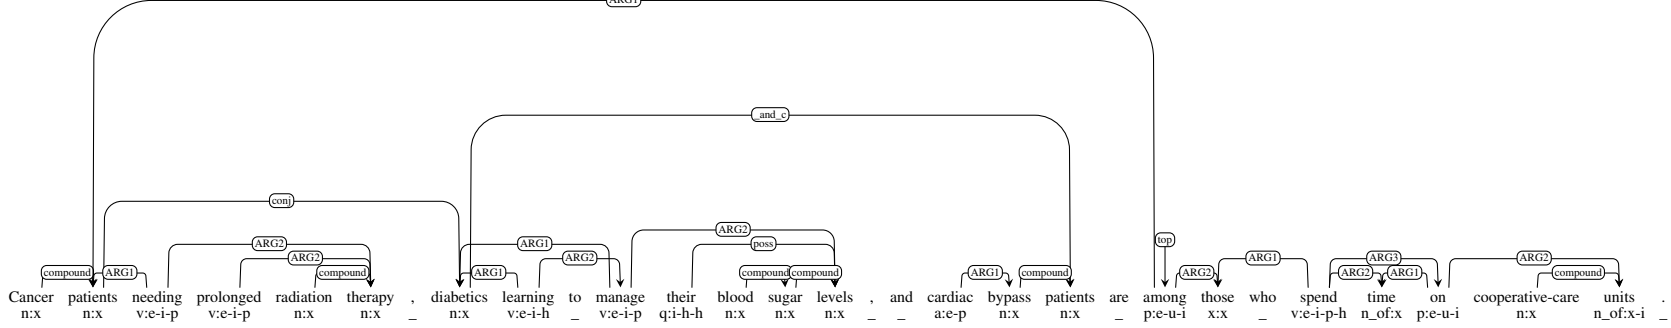 ARG1
_and_c
conj
ARG2 poss top
ARG2 ARG1 ARG1
ARG2 ARG2 ARG3 ARG2
compound ARG1 compound ARG1 compound compound ARG1 compound ARG2 ARG2 ARG1 compound
Cancer patients needing prolonged radiation therapy , diabetics learning to manage their blood sugar levels , and cardiac bypass patients are among those who spend time on cooperative-care units .
n:x n:x v:e-i-p v:e-i-p n:x n:x _ n:x v:e-i-h _ v:e-i-p q:i-h-h n:x n:x n:x _ _ a:e-p n:x n:x _ p:e-u-i x:x _ v:e-i-p-h n_of:x p:e-u-i n:x n_of:x-i _